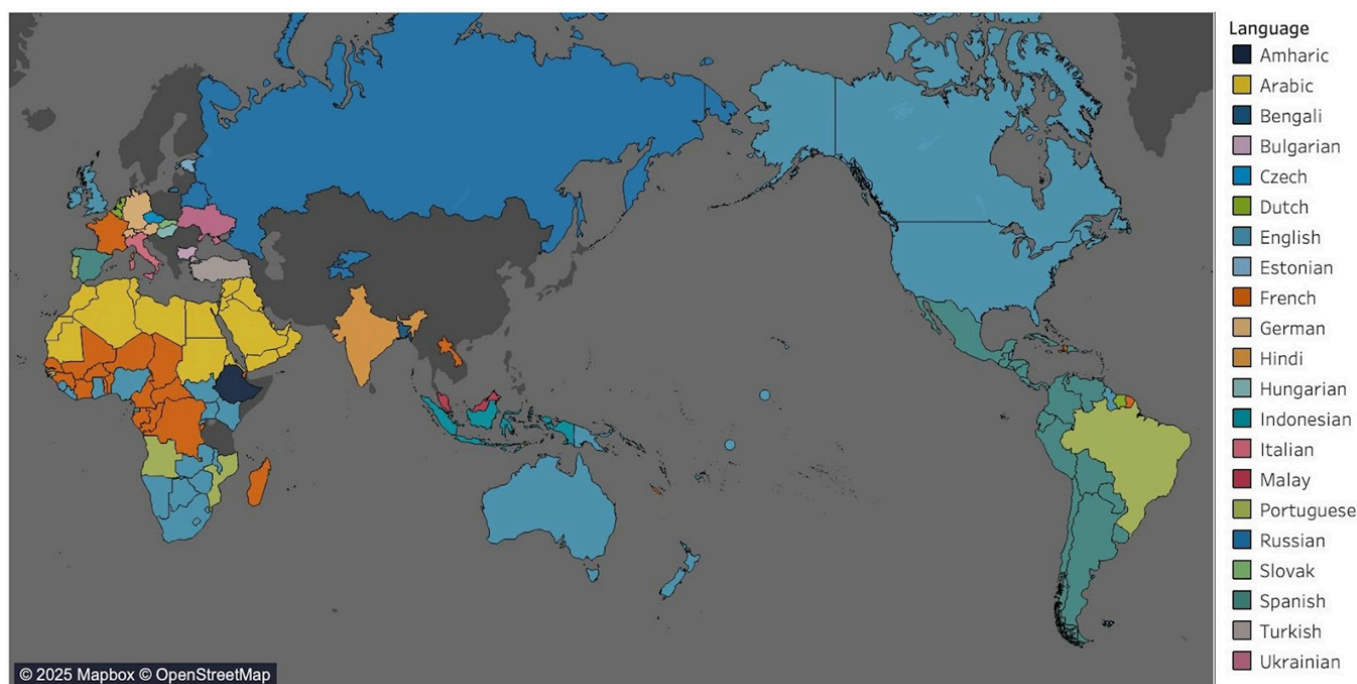 Language
Amharic
Arabic
Bengali
Bulgarian
Czech
Dutch
English
Estonian
French
German
Hindi
Hungarian
Indonesian
Italian
Malay
Portuguese
Russian
Slovak
Spanish
Turkish
Ukrainian
© 2025 Mapbox © OpenStreetMap